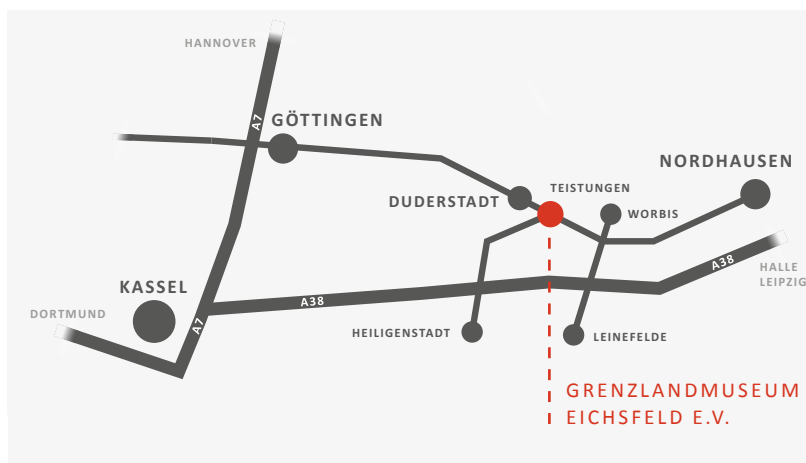 HANNOVER
A7
GÖTTINGEN
NORDHAUSEN
TEISTUNGEN
DUDERSTADT
WORBIS
A38
HALLE
LEIPZIG
KASSEL
A38
DORTMUND
A7
HEILIGENSTADT
LEINEFELDE
GRENZLANDMUSEUM
EICHSFELD E.V.